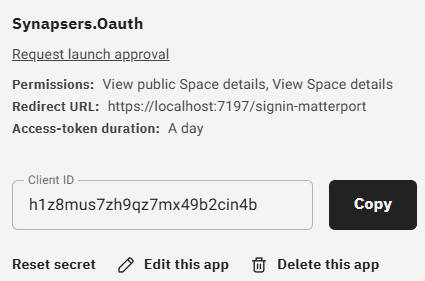 Synapsers.Oauth
Request launch approval
Permissions: View public Space details, View Space details
Redirect URL: https://localhost:7197/signin-matterport
Access-token duration: A day
Client ID
h1z8mus7zh9qz7mx49b2cin4b
Copy
Reset secret Edit this app Delete this app